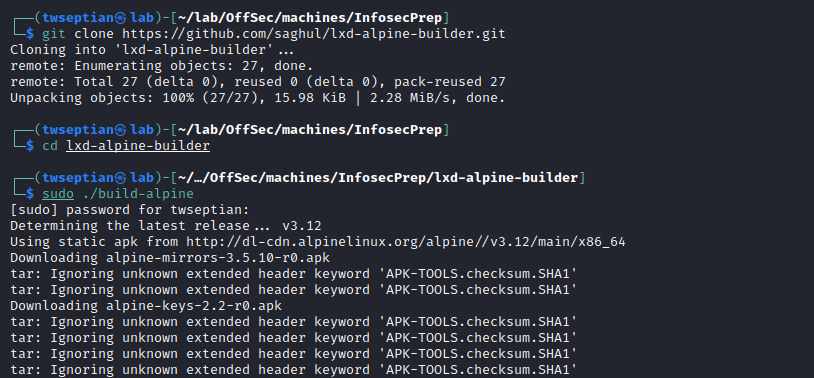 ┌──(twseptian㉿lab)-[~/lab/OffSec/machines/InfosecPrep]
└─$ git clone https://github.com/saghul/lxd-alpine-builder.git
Cloning into 'lxd-alpine-builder'...
remote: Enumerating objects: 27, done.
remote: Total 27 (delta 0), reused 0 (delta 0), pack-reused 27
Unpacking objects: 100% (27/27), 15.98 KiB | 2.28 MiB/s, done.
┌──(twseptian㉿lab)-[~/lab/OffSec/machines/InfosecPrep]
└─$ cd lxd-alpine-builder
┌──(twseptian㉿lab)-[~/…/OffSec/machines/InfosecPrep/lxd-alpine-builder]
└─$ sudo ./build-alpine
[sudo] password for twseptian:
Determining the latest release... v3.12
Using static apk from http://dl-cdn.alpinelinux.org/alpine//v3.12/main/x86_64
Downloading alpine-mirrors-3.5.10-r0.apk
tar: Ignoring unknown extended header keyword 'APK-TOOLS.checksum.SHA1'
tar: Ignoring unknown extended header keyword 'APK-TOOLS.checksum.SHA1'
Downloading alpine-keys-2.2-r0.apk
tar: Ignoring unknown extended header keyword 'APK-TOOLS.checksum.SHA1'
tar: Ignoring unknown extended header keyword 'APK-TOOLS.checksum.SHA1'
tar: Ignoring unknown extended header keyword 'APK-TOOLS.checksum.SHA1'
tar: Ignoring unknown extended header keyword 'APK-TOOLS.checksum.SHA1'